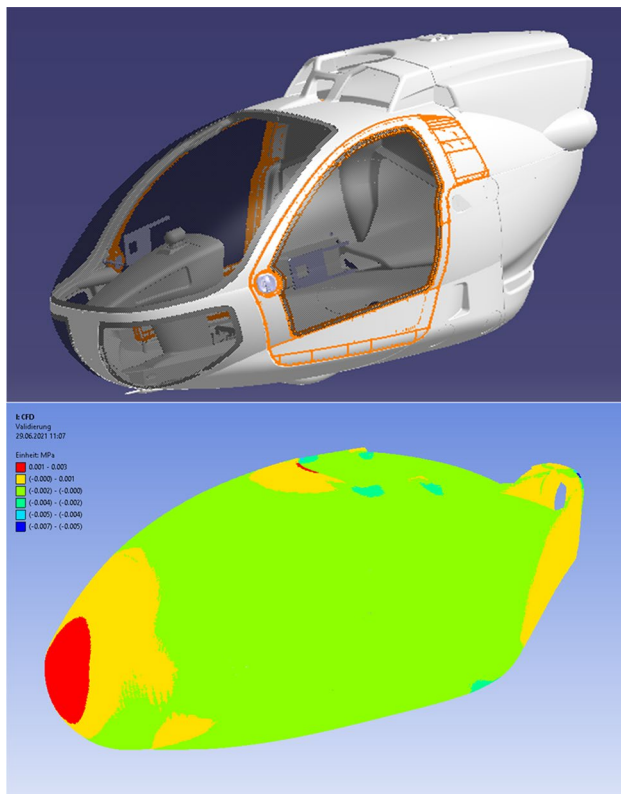 I: CFD
Validierung
29.06.2021 11:07
Einheit: MPa
0.001 - 0.003
(-0.000) - 0.001
(-0.002) - (-0.000)
(-0.004) - (-0.002)
(-0.005) - (-0.004)
(-0.007) - (-0.005)